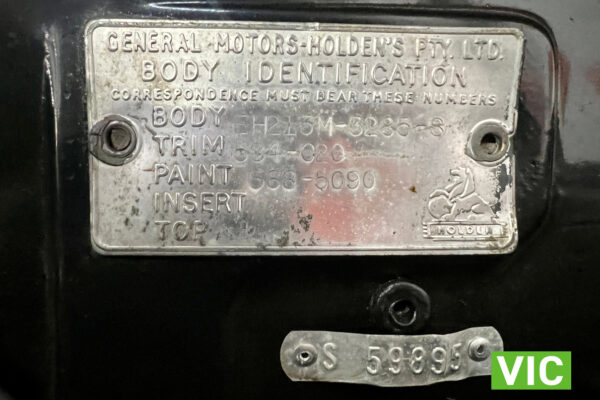 GENERAL-MOTORS-HOLDEN'S PTY. LTD.
BODY IDENTIFICATION
CORRESPONDENCE MUST BEAR THESE NUMBERS
BODY
TRIM
PAINT 568-5090
INSERT
TOP
HOLDEN
S 59895
VIC